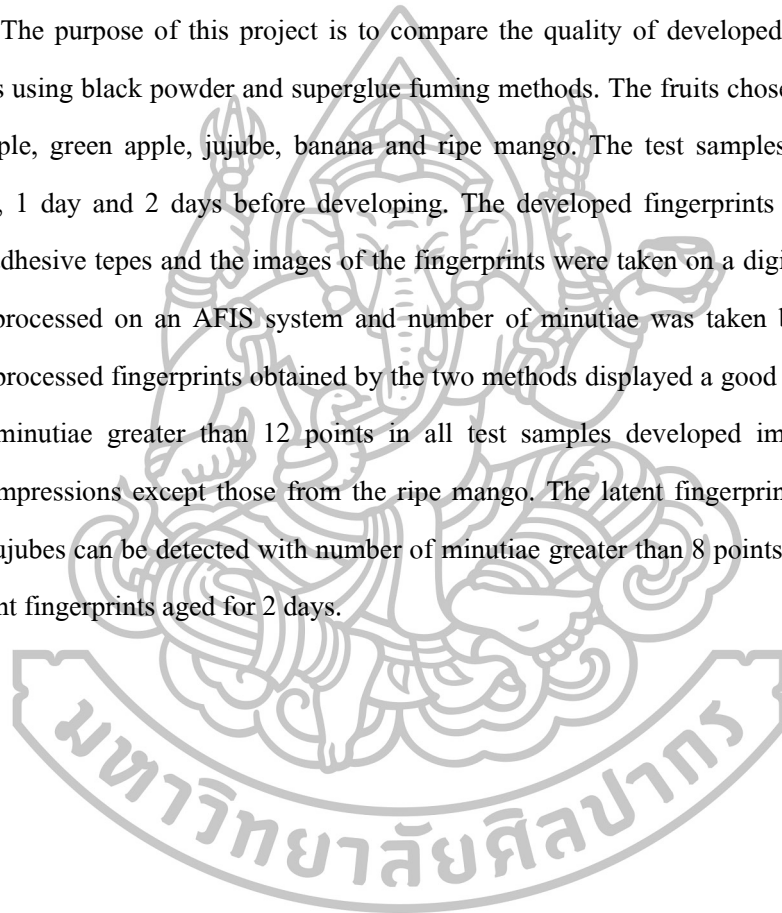 The purpose of this project is to compare the quality of developed
s using black powder and superglue fuming methods. The fruits chose
ple, green apple, jujube, banana and ripe mango. The test samples
, 1 day and 2 days before developing. The developed fingerprints
dhesive tepes and the images of the fingerprints were taken on a digi
processed on an AFIS system and number of minutiae was taken b
processed fingerprints obtained by the two methods displayed a good
minutiae greater than 12 points in all test samples developed im
mpressions except those from the ripe mango. The latent fingerprin
ujubes can be detected with number of minutiae greater than 8 points
nt fingerprints aged for 2 days.
มหาวิทยาลัยศิลปากร